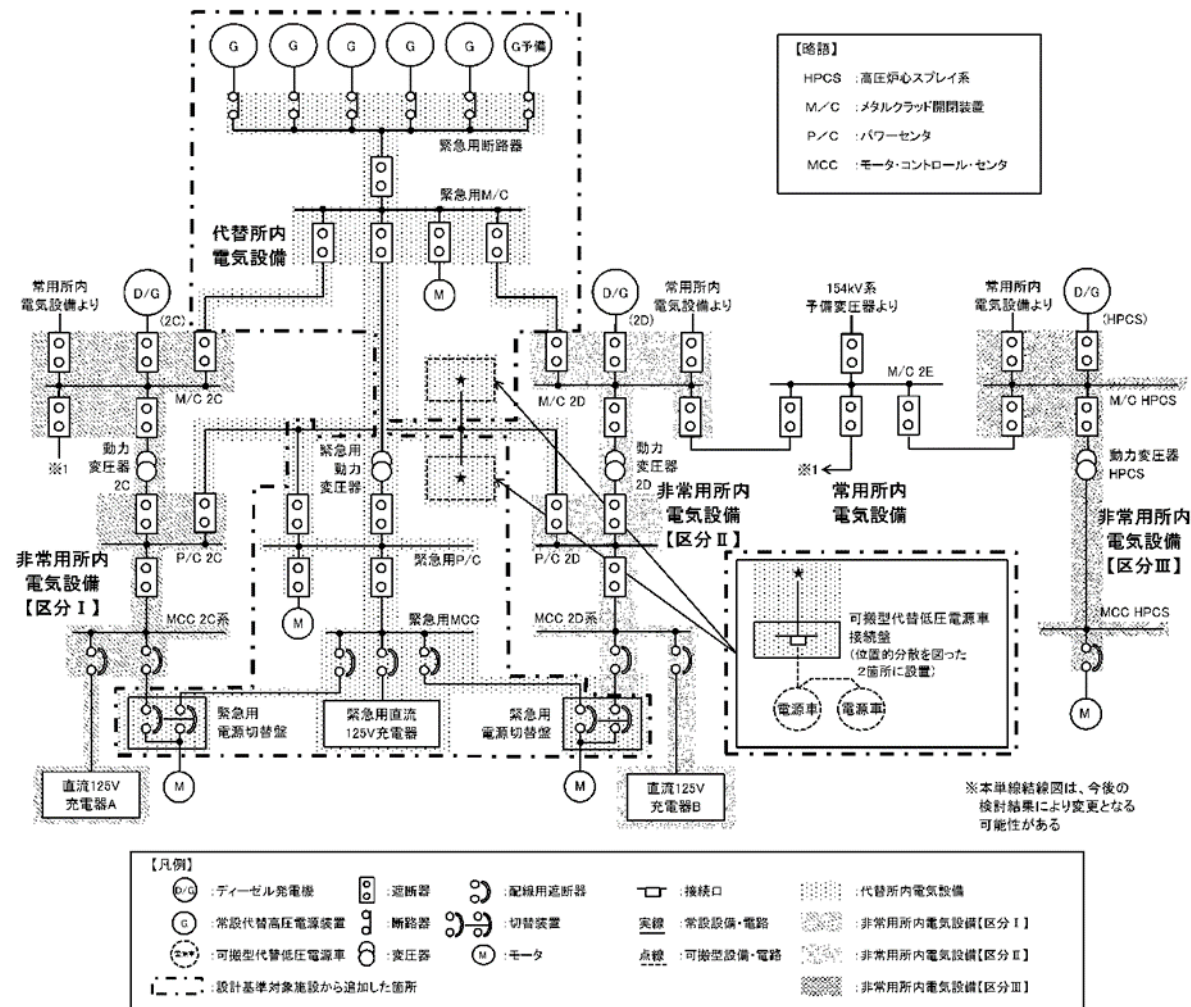 G
G
G
G
G
G予備
緊急用断路器
緊急用M/C
代替所内
電気設備
M
【略語】
HPCS :高圧炉心スプレイ系
M/C :メタルクラッド開閉装置
P/C :パワーセンタ
MCC :モータ・コントロール・センタ
常用所内
電気設備より
D/G
(2C)
M/C 2C
※1
動力
変圧器
2C
P/C 2C
非常用所内
電気設備
【区分Ⅰ】
MCC 2C系
D/G
(2D)
常用所内
電気設備より
M/C 2D
動力
変圧器
2D
非常用所内
電気設備
【区分Ⅱ】
P/C 2D
MCC 2D系
154kV系
予備変圧器より
M/C 2E
※1
常用所内
電気設備
常用所内
電気設備より
D/G
(HPCS)
M/C HPCS
動力変圧器
HPCS
非常用所内
電気設備
【区分Ⅲ】
MCC HPCS
M
★
★
緊急用
動力
変圧器
緊急用P/C
M
緊急用MCC
緊急用
電源切替盤
緊急用直流
125V充電器
緊急用
電源切替盤
M
M
直流125V
充電器A
直流125V
充電器B
★
可搬型代替低圧電源車
接続盤
(位置的分散を図った
2箇所に設置)
電源車
電源車
※本単線結線図は、今後の
検討結果により変更となる
可能性がある
【凡例】
D/G :ディーゼル発電機
:遮断器
:配線用遮断器
:接続口
:代替所内電気設備
G :常設代替高圧電源装置
:断路器
:切替装置
実線 :常設設備・電路
:非常用所内電気設備【区分Ⅰ】
電源車 :可搬型代替低圧電源車
:変圧器
M :モータ
点線 :可搬型設備・電路
:非常用所内電気設備【区分Ⅱ】
:設計基準対象施設から追加した箇所
:非常用所内電気設備【区分Ⅲ】